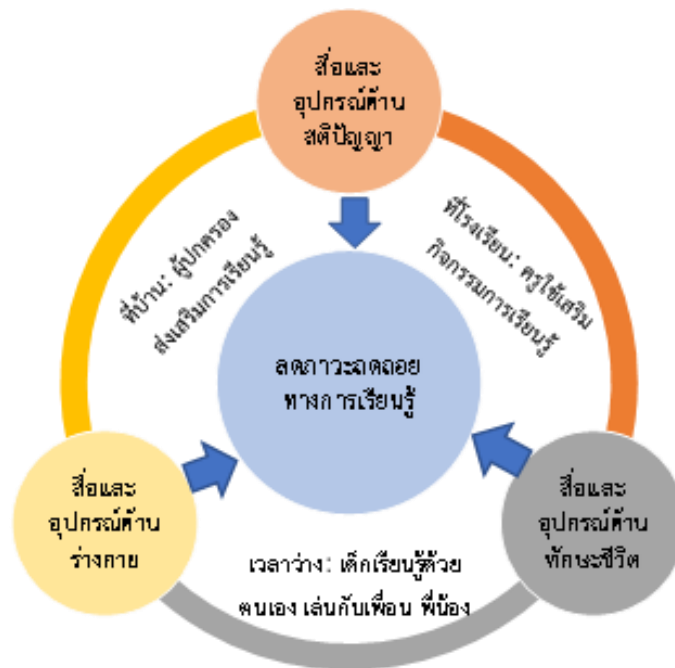 สื่อและ
อุปกรณ์ด้าน
สติปัญญา
ที่บ้าน: ผู้ปกครอง
ส่งเสริมการเรียนรู้
ที่โรงเรียน: ครูใช้เสริม
กิจกรรมการเรียนรู้
ลดภาวะถดถอย
ทางการเรียนรู้
สื่อและ
อุปกรณ์ด้าน
ร่างกาย
สื่อและ
อุปกรณ์ด้าน
ทักษะชีวิต
เวลาว่าง: เด็กเรียนรู้ด้วย
ตนเอง เล่นกับเพื่อน พี่น้อง